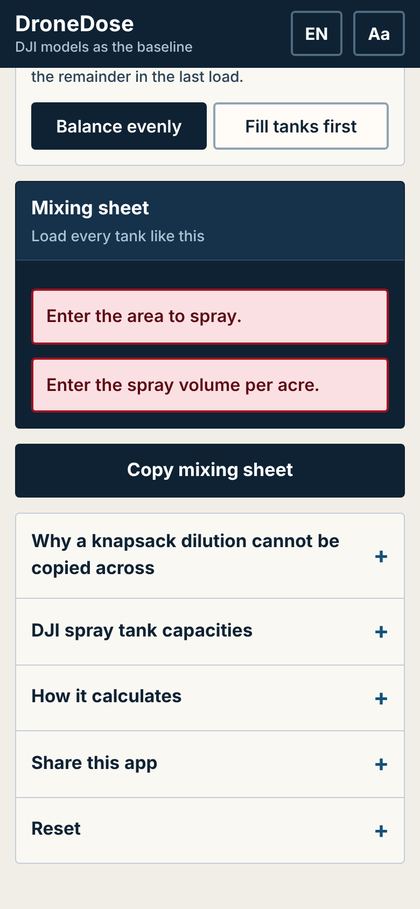 DroneDose
DJI models as the baseline
EN
Aa
the remainder in the last load.
Balance evenly
Fill tanks first
Mixing sheet
Load every tank like this
Enter the area to spray.
Enter the spray volume per acre.
Copy mixing sheet
Why a knapsack dilution cannot be
copied across
+
DJI spray tank capacities
+
How it calculates
+
Share this app
+
Reset
+